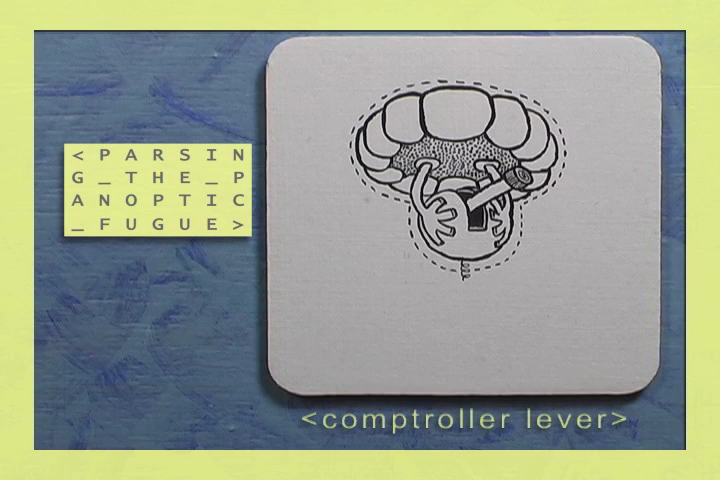 < P A R S I N
G _ T H E _ P
A N O P T I C
_ F U G U E >
<comptroller lever>